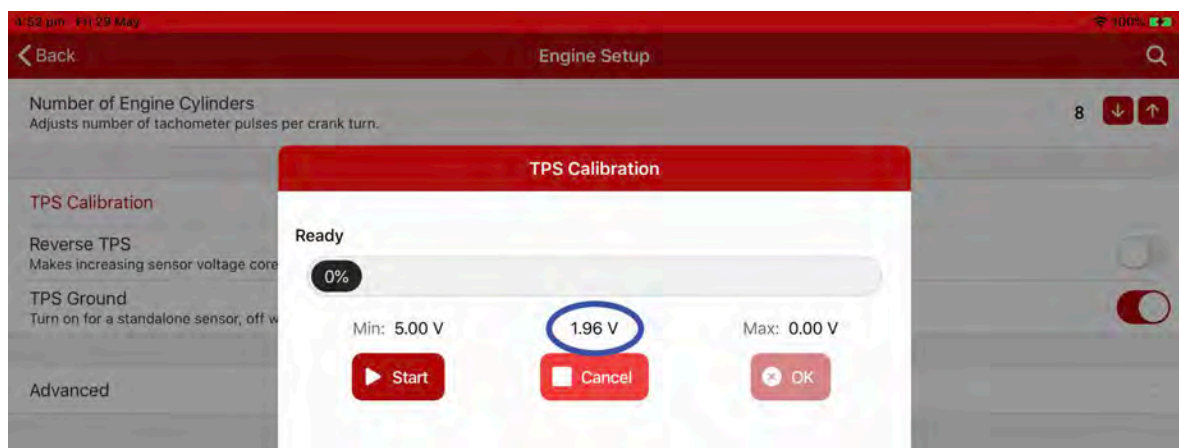 4:52 pm Fri 29 May
100%
Back
Engine Setup
Number of Engine Cylinders
Adjusts number of tachometer pulses per crank turn.
8
TPS Calibration
TPS Calibration
Reverse TPS
Makes increasing sensor voltage core
TPS Ground
Turn on for a standalone sensor, off w
Advanced
Ready
0%
Min: 5.00 V
1.96 V
Max: 0.00 V
Start
Cancel
OK